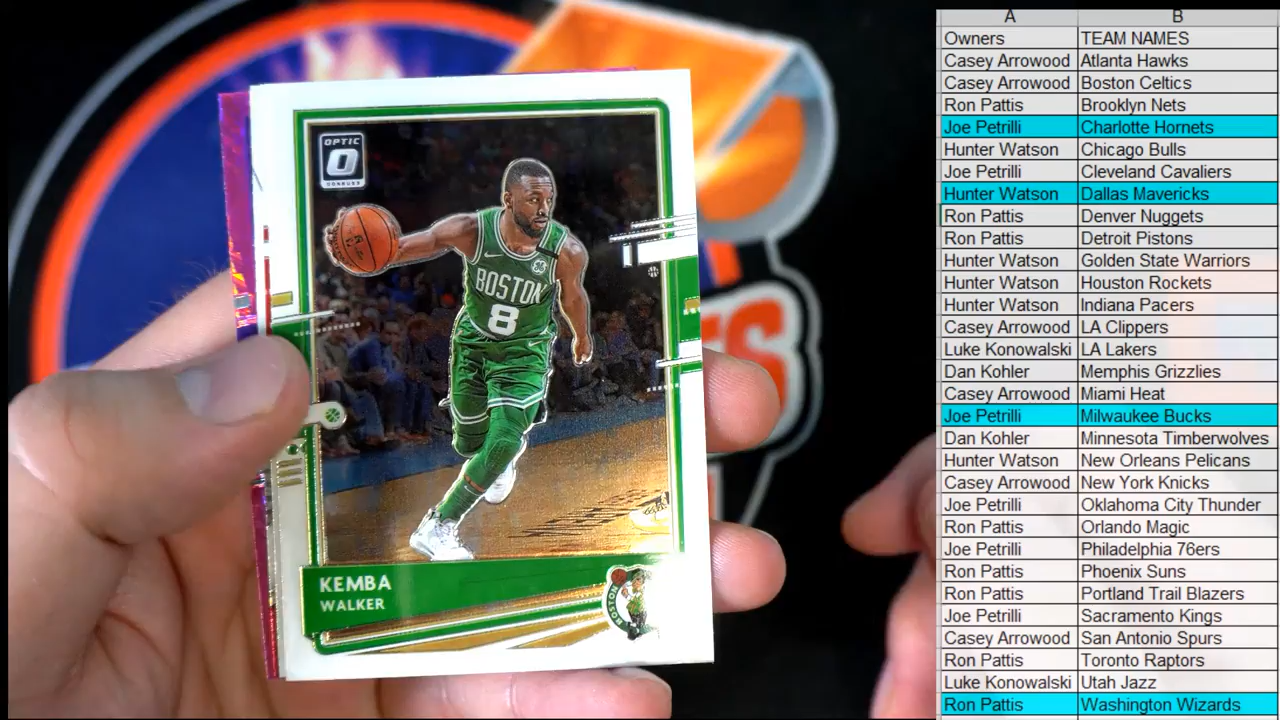 OPTIC
DONRUSS
BOSTON
8
KEMBA
WALKER
BOSTON
A B
Owners TEAM NAMES
Casey Arrowood Atlanta Hawks
Casey Arrowood Boston Celtics
Ron Pattis Brooklyn Nets
Joe Petrilli Charlotte Hornets
Hunter Watson Chicago Bulls
Joe Petrilli Cleveland Cavaliers
Hunter Watson Dallas Mavericks
Ron Pattis Denver Nuggets
Ron Pattis Detroit Pistons
Hunter Watson Golden State Warriors
Hunter Watson Houston Rockets
Hunter Watson Indiana Pacers
Casey Arrowood LA Clippers
Luke Konowalski LA Lakers
Dan Kohler Memphis Grizzlies
Casey Arrowood Miami Heat
Joe Petrilli Milwaukee Bucks
Dan Kohler Minnesota Timberwolves
Hunter Watson New Orleans Pelicans
Casey Arrowood New York Knicks
Joe Petrilli Oklahoma City Thunder
Ron Pattis Orlando Magic
Joe Petrilli Philadelphia 76ers
Ron Pattis Phoenix Suns
Ron Pattis Portland Trail Blazers
Joe Petrilli Sacramento Kings
Casey Arrowood San Antonio Spurs
Ron Pattis Toronto Raptors
Luke Konowalski Utah Jazz
Ron Pattis Washington Wizards